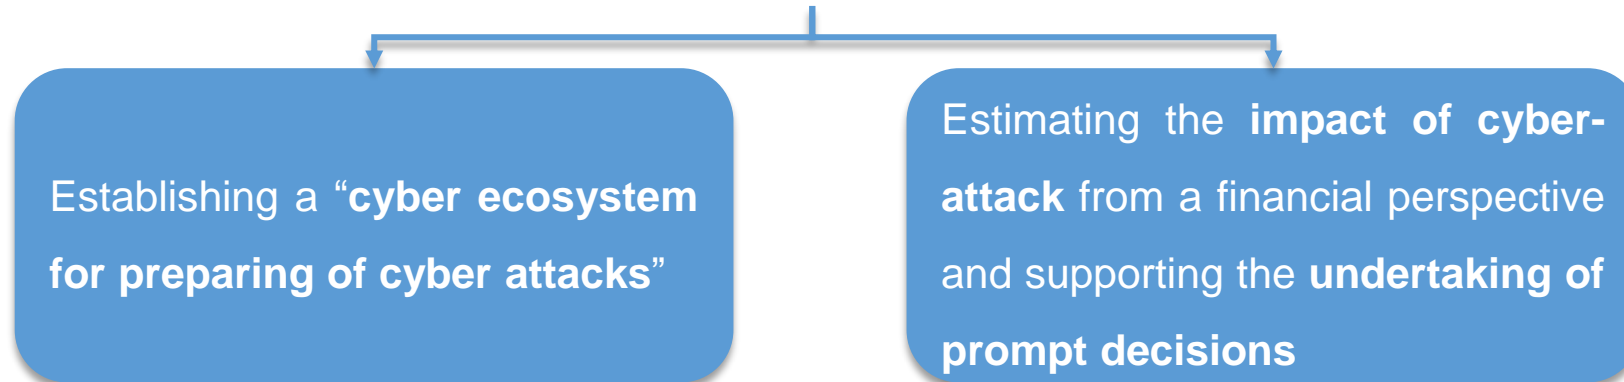 Establishing a “cyber ecosystem
for preparing of cyber attacks”
Estimating the impact of cyber-
attack from a financial perspective
and supporting the undertaking of
prompt decisions